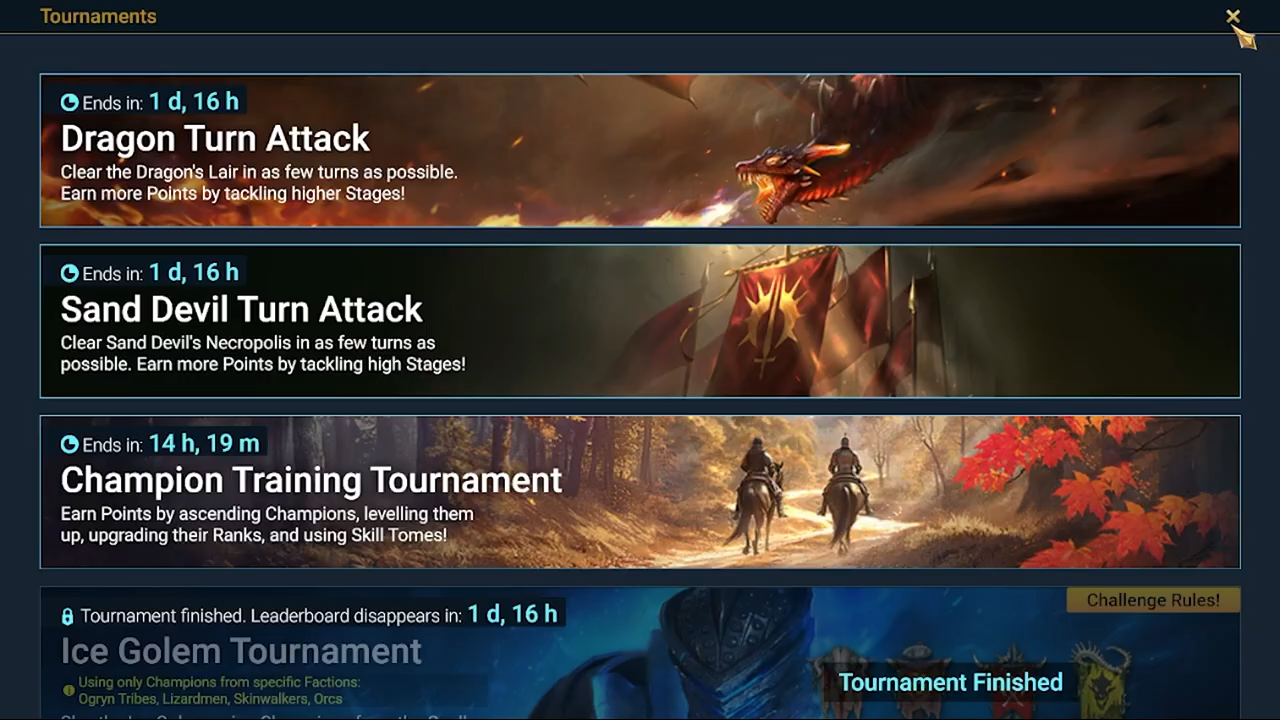 Tournaments
Ends in: 1 d, 16 h
Dragon Turn Attack
Clear the Dragon's Lair in as few turns as possible.
Earn more Points by tackling higher Stages!
Ends in: 1 d, 16 h
Sand Devil Turn Attack
Clear Sand Devil's Necropolis in as few turns as
possible. Earn more Points by tackling high Stages!
Ends in: 14 h, 19 m
Champion Training Tournament
Earn Points by ascending Champions, levelling them
up, upgrading their Ranks, and using Skill Tomes!
Tournament finished. Leaderboard disappears in: 1 d, 16 h
Challenge Rules!
Ice Golem Tournament
Using only Champions from specific Factions:
Ogryn Tribes, Lizardmen, Skinwalkers, Orcs
Tournament Finished